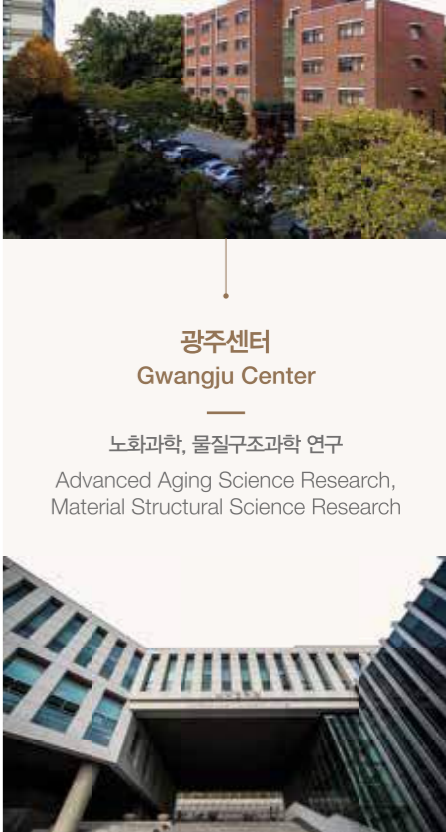 광주센터
Gwangju Center
노화과학, 물질구조과학 연구
Advanced Aging Science Research,
Material Structural Science Research